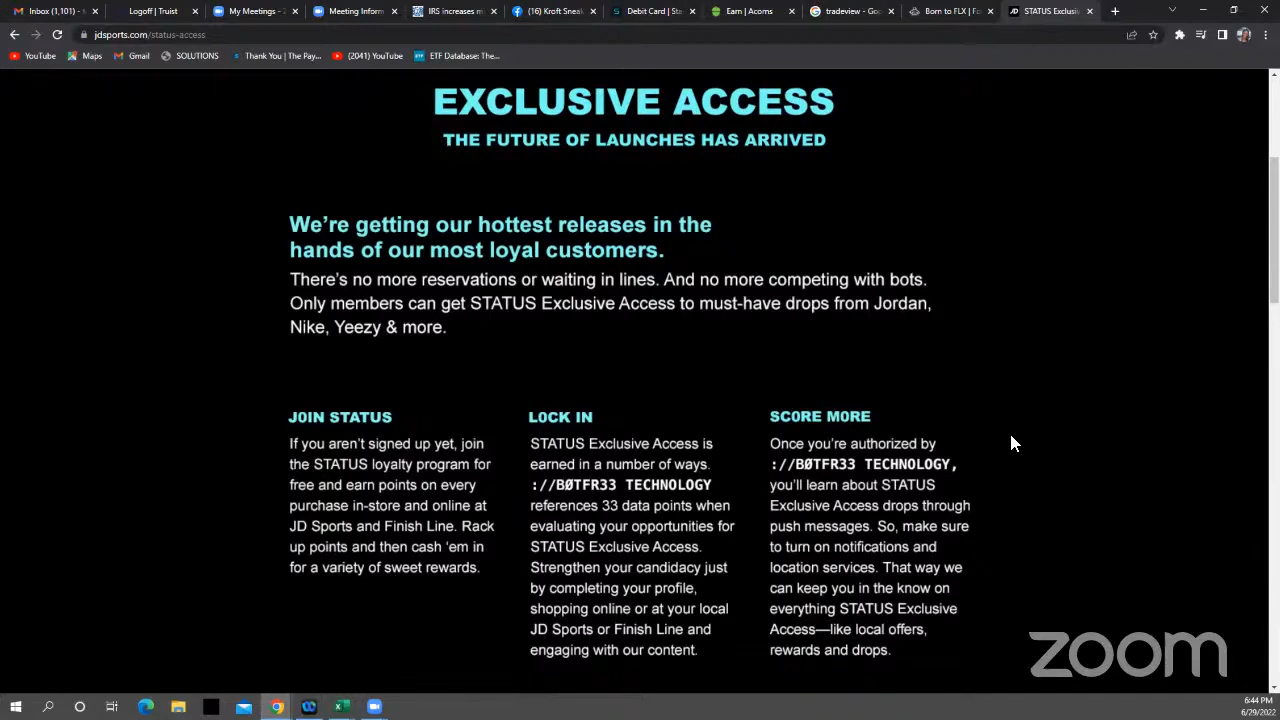 Inbox (1,101) -
Logoff | Truist
My Meetings - Z
Meeting Inform
IRS increases m
(16) Kroft Sneak
Debit Card | Sta
Earn | Acorns
tradeview - Goo
Born to FLX | Fo
STATUS Exclusiv
jdsports.com/status-access
YouTube
Maps
Gmail
SOLUTIONS
Thank You | The Pay...
(2041) YouTube
ETF Database: The...
EXCLUSIVE ACCESS
THE FUTURE OF LAUNCHES HAS ARRIVED
We're getting our hottest releases in the
hands of our most loyal customers.
There's no more reservations or waiting in lines. And no more competing with bots.
Only members can get STATUS Exclusive Access to must-have drops from Jordan,
Nike, Yeezy & more.
JOIN STATUS
If you aren't signed up yet, join
the STATUS loyalty program for
free and earn points on every
purchase in-store and online at
JD Sports and Finish Line. Rack
up points and then cash 'em in
for a variety of sweet rewards.
LOCK IN
STATUS Exclusive Access is
earned in a number of ways.
://BØTFR33 TECHNOLOGY
references 33 data points when
evaluating your opportunities for
STATUS Exclusive Access.
Strengthen your candidacy just
by completing your profile,
shopping online or at your local
JD Sports or Finish Line and
engaging with our content.
SCORE MORE
Once you're authorized by
://BØTFR33 TECHNOLOGY,
you'll learn about STATUS
Exclusive Access drops through
push messages. So, make sure
to turn on notifications and
location services. That way we
can keep you in the know on
everything STATUS Exclusive
Access—like local offers,
rewards and drops.
zoom
6:44 PM
6/29/2022